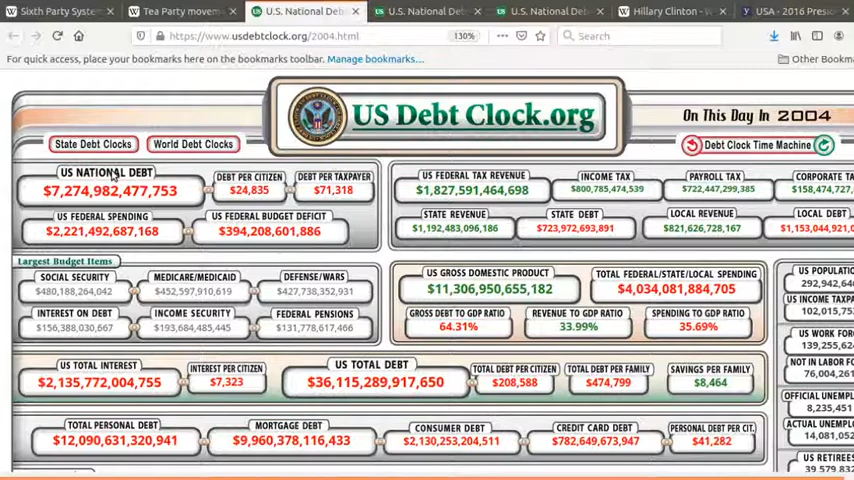 Sixth Party System
Tea Party movem
U.S. National Deb
U.S. National Deb
U.S. National Deb
Hillary Clinton - W
USA - 2016 Presi
https://www.usdebtclock.org/2004.html
130%
Search
For quick access, place your bookmarks here on the bookmarks toolbar. Manage bookmarks...
Other Bookm
US Debt Clock.org
On This Day In 2004
State Debt Clocks
World Debt Clocks
Debt Clock Time Machine
US NATIONAL DEBT
$7,274,982,477,753
DEBT PER CITIZEN
$24,835
DEBT PER TAXPAYER
$71,318
US FEDERAL SPENDING
$2,221,492,687,168
US FEDERAL BUDGET DEFICIT
$394,208,601,886
US FEDERAL TAX REVENUE
$1,827,591,464,698
INCOME TAX
$800,785,474,539
PAYROLL TAX
$722,447,299,385
CORPORATE TA
$158,474,727,
STATE REVENUE
$1,192,483,096,186
STATE DEBT
$723,972,693,891
LOCAL REVENUE
$821,626,728,167
LOCAL DEBT
$1,153,044,921,0
Largest Budget Items
SOCIAL SECURITY
$480,188,264,042
MEDICARE/MEDICAID
$452,597,910,619
DEFENSE/WARS
$427,738,352,931
INTEREST ON DEBT
$156,388,030,667
INCOME SECURITY
$193,684,485,445
FEDERAL PENSIONS
$131,778,617,466
US GROSS DOMESTIC PRODUCT
$11,306,950,655,182
TOTAL FEDERAL/STATE/LOCAL SPENDING
$4,034,081,884,705
GROSS DEBT TO GDP RATIO
64.31%
REVENUE TO GDP RATIO
33.99%
SPENDING TO GDP RATIO
35.69%
US POPULATIO
292,942,64
US INCOME TAXPA
102,015,75
US WORK FOR
139,255,62
NOT IN LABOR FO
76,004,26
OFFICIAL UNEMPL
8,235,451
ACTUAL UNEMPLO
14,081,05
US RETIREES
39,579,83
US TOTAL INTEREST
$2,135,772,004,755
INTEREST PER CITIZEN
$7,323
US TOTAL DEBT
$36,115,289,917,650
TOTAL DEBT PER CITIZEN
$208,588
TOTAL DEBT PER FAMILY
$474,799
SAVINGS PER FAMILY
$8,464
TOTAL PERSONAL DEBT
$12,090,631,320,941
MORTGAGE DEBT
$9,960,378,116,433
CONSUMER DEBT
$2,130,253,204,511
CREDIT CARD DEBT
$782,649,673,947
PERSONAL DEBT PER CIT.
$41,282